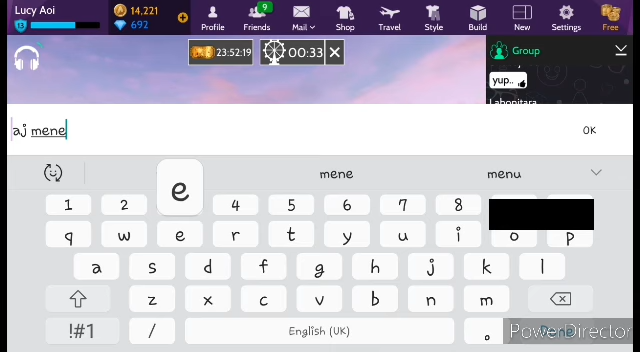 Lucy Aoi
13
14,221
692
Profile
9
Friends
Mail
Shop
Travel
Style
Build
New
Settings
Free
23:52:19
00:33
Group
yup..
Labonitara
aj mene
OK
e
mene
menu
1 2 4 5 6 7 8
q w e r t y u i o p
a s d f g h j k l
z x c v b n m
!#1 / English (UK) . Done
PowerDirector